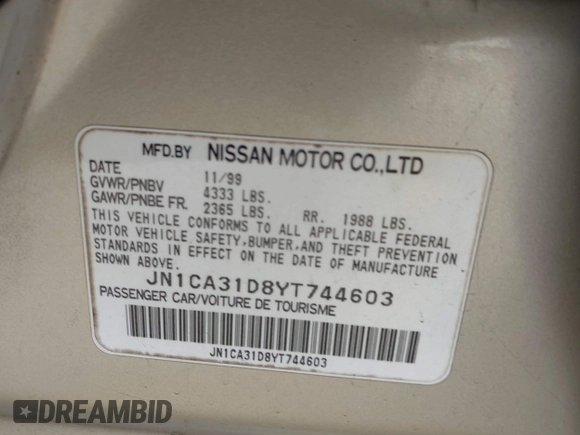 MFD.BY NISSAN MOTOR CO.,LTD
DATE 11/99
GVWR/PNBV 4333 LBS.
GAWR/PNBE FR. 2365 LBS. RR. 1988 LBS.
THIS VEHICLE CONFORMS TO ALL APPLICABLE FEDERAL
MOTOR VEHICLE SAFETY,BUMPER,AND THEFT PREVENTION
STANDARDS IN EFFECT ON THE DATE OF MANUFACTURE
SHOWN ABOVE.
JN1CA31D8YT744603
PASSENGER CAR/VOITURE DE TOURISME
JN1CA31D8YT744603
DREAMBID